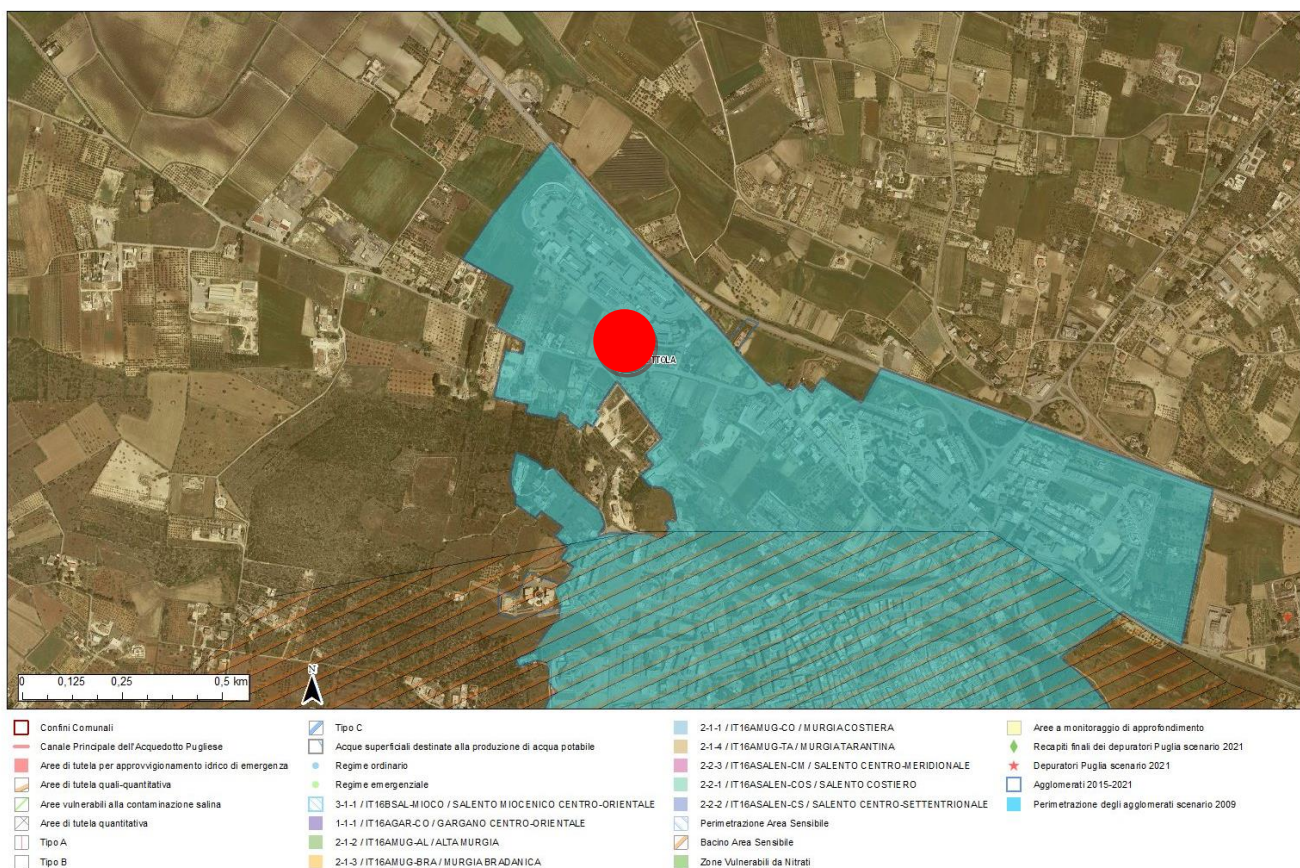 TTOLA
N
0 0,125 0,25 0,5 km
Confini Comunali
Canale Principale dell'Acquedotto Pugliese
Aree di tutela per approvvigionamento idrico di emergenza
Aree di tutela quali-quantitativa
Aree vulnerabili alla contaminazione salina
Aree di tutela quantitativa
Tipo A
Tipo B
Tipo C
Acque superficiali destinate alla produzione di acqua potabile
Regime ordinario
Regime emergenziale
3-1-1 / IT16BSAL-MIOCO / SALENTO MIOCENICO CENTRO-ORIENTALE
1-1-1 / IT16AGAR-CO / GARGANO CENTRO-ORIENTALE
2-1-2 / IT16AMUG-AL / ALTA MURGIA
2-1-3 / IT16AMUG-BRA / MURGIA BRADANICA
2-1-1 / IT16AMUG-CO / MURGIA COSTIERA
2-1-4 / IT16AMUG-TA / MURGIA TARANTINA
2-2-3 / IT16ASALEN-CM / SALENTO CENTRO-MERIDIONALE
2-2-1 / IT16ASALEN-COS / SALENTO COSTIERO
2-2-2 / IT16ASALEN-CS / SALENTO CENTRO-SETTENTRIONALE
Perimetrazione Area Sensibile
Bacino Area Sensibile
Zone Vulnerabili da Nitrati
Aree a monitoraggio di approfondimento
Recapiti finali dei depuratori Puglia scenario 2021
Depuratori Puglia scenario 2021
Agglomerati 2015-2021
Perimetrazione degli agglomerati scenario 2009